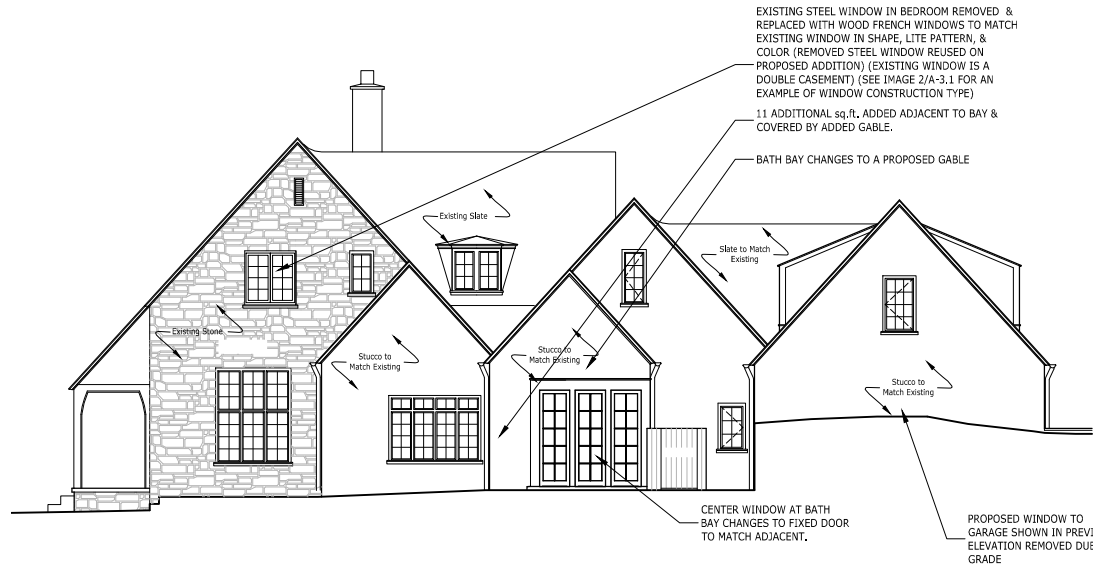 EXISTING STEEL WINDOW IN BEDROOM REMOVED &
REPLACED WITH WOOD FRENCH WINDOWS TO MATCH
EXISTING WINDOW IN SHAPE, LITE PATTERN, &
COLOR (REMOVED STEEL WINDOW REUSED ON
PROPOSED ADDITION) (EXISTING WINDOW IS A
DOUBLE CASEMENT) (SEE IMAGE 2/A-3.1 FOR AN
EXAMPLE OF WINDOW CONSTRUCTION TYPE)
11 ADDITIONAL sq.ft. ADDED ADJACENT TO BAY &
COVERED BY ADDED GABLE.
BATH BAY CHANGES TO A PROPOSED GABLE
Existing Slate
Slate to Match
Existing
Existing Stone
Stucco to
Match Existing
Stucco to
Match Existing
Stucco to
Match Existing
CENTER WINDOW AT BATH
BAY CHANGES TO FIXED DOOR
TO MATCH ADJACENT.
PROPOSED WINDOW TO
GARAGE SHOWN IN PREVI
ELEVATION REMOVED DUE
GRADE